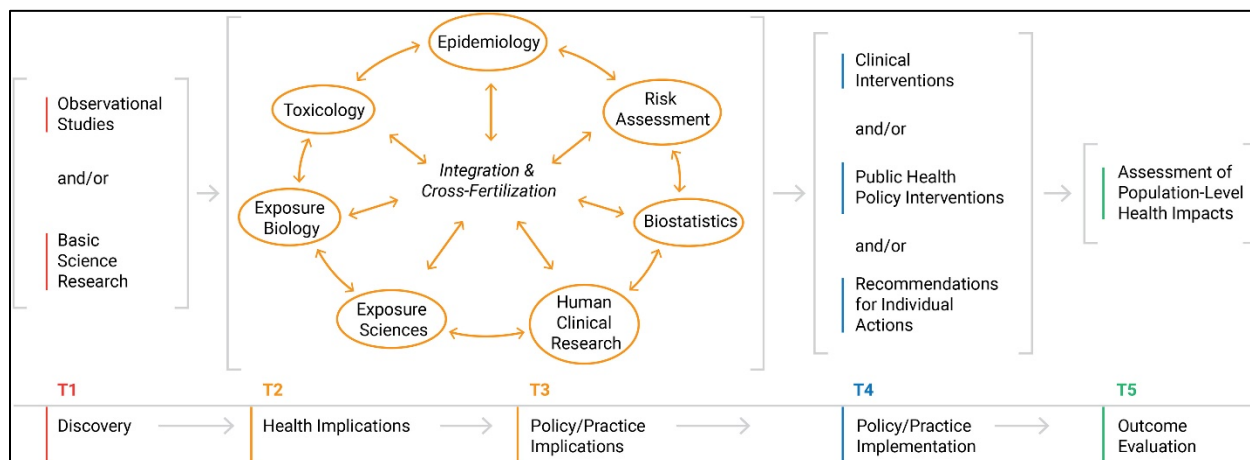 Observational
Studies
and/or
Basic
Science
Research
Epidemiology
Toxicology
Risk
Assessment
Integration &
Cross-Fertilization
Exposure
Biology
Biostatistics
Exposure
Sciences
Human
Clinical
Research
Clinical
Interventions
and/or
Public Health
Policy Interventions
and/or
Recommendations
for Individual
Actions
Assessment of
Population-Level
Health Impacts
T1
T2
T3
T4
T5
Discovery
Health Implications
Policy/Practice
Implications
Policy/Practice
Implementation
Outcome
Evaluation